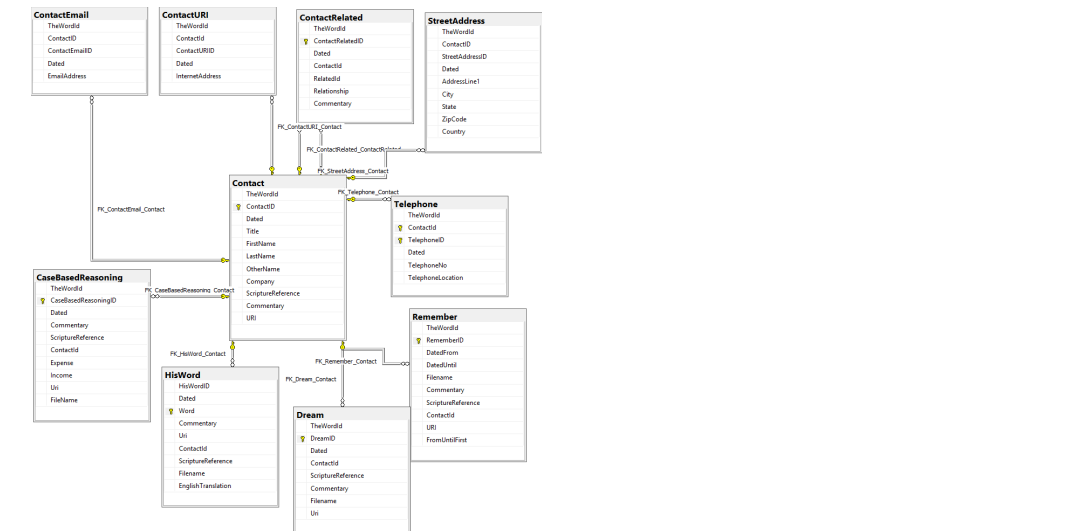 ContactEmail
TheWordId
ContactID
ContactEmailID
Dated
EmailAddress
ContactURI
TheWordId
ContactId
ContactURIID
Dated
InternetAddress
ContactRelated
TheWordId
ContactRelatedID
Dated
ContactId
RelatedId
Relationship
Commentary
StreetAddress
TheWordId
ContactID
StreetAddressID
Dated
AddressLine1
City
State
ZipCode
Country
FK_ContactURI_Contact
FK_ContactRelated_ContactRelated
FK_StreetAddress_Contact
FK_Telephone_Contact
FK_ContactEmail_Contact
Contact
TheWordId
ContactID
Dated
Title
FirstName
LastName
OtherName
Company
ScriptureReference
Commentary
URI
Telephone
TheWordId
ContactId
TelephoneID
Dated
TelephoneNo
TelephoneLocation
CaseBasedReasoning
TheWordId
CaseBasedReasoningID
Dated
Commentary
ScriptureReference
ContactId
Expense
Income
Uri
FileName
FK_CaseBasedReasoning_Contact
FK_HisWord_Contact
FK_Remember_Contact
FK_Dream_Contact
Remember
TheWordId
RememberID
DatedFrom
DatedUntil
Filename
Commentary
ScriptureReference
ContactId
URI
FromUntilFirst
HisWord
HisWordID
Dated
Word
Commentary
Uri
ContactId
ScriptureReference
Filename
EnglishTranslation
Dream
TheWordId
DreamID
Dated
ContactId
ScriptureReference
Commentary
Filename
Uri